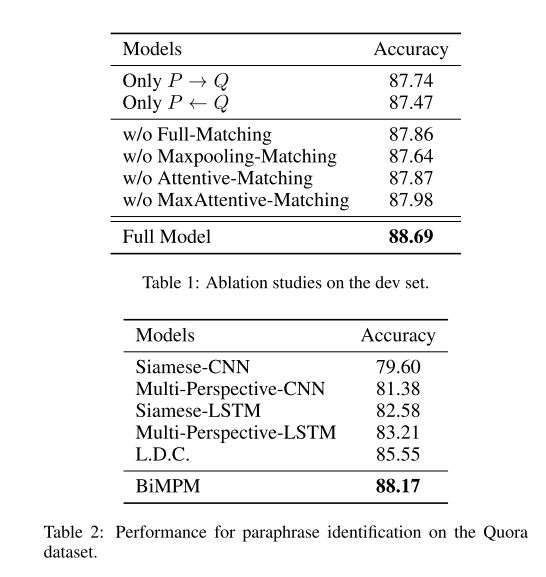 Models Accuracy
Only P → Q 87.74
Only P ← Q 87.47
w/o Full-Matching 87.86
w/o Maxpooling-Matching 87.64
w/o Attentive-Matching 87.87
w/o MaxAttentive-Matching 87.98
Full Model 88.69
Table 1: Ablation studies on the dev set.
Models Accuracy
Siamese-CNN 79.60
Multi-Perspective-CNN 81.38
Siamese-LSTM 82.58
Multi-Perspective-LSTM 83.21
L.D.C. 85.55
BiMPM 88.17
Table 2: Performance for paraphrase identification on the Quora
dataset.